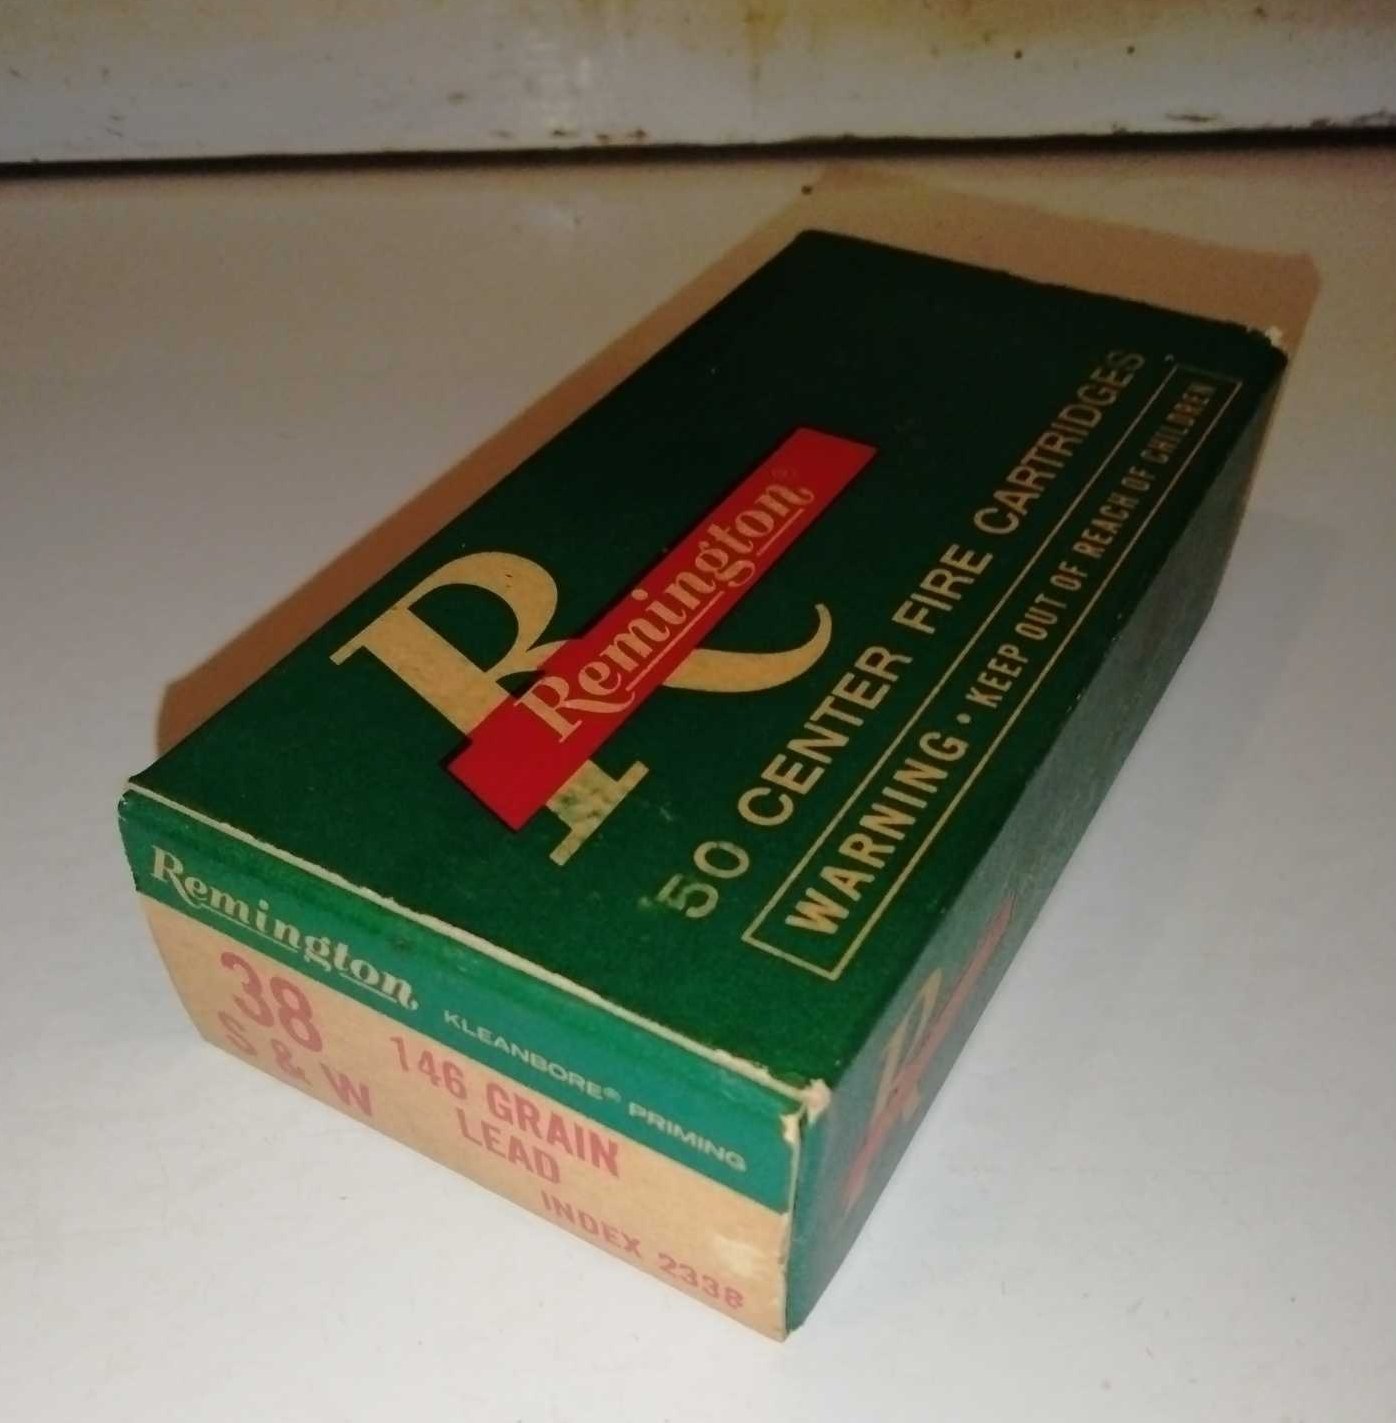 R
Remington®
50 CENTER FIRE CARTRIDGES
WARNING • KEEP OUT OF REACH OF CHILDREN
Remington
KLEANBORE® PRIMING
38
S & W
146 GRAIN
LEAD
INDEX 2338
R